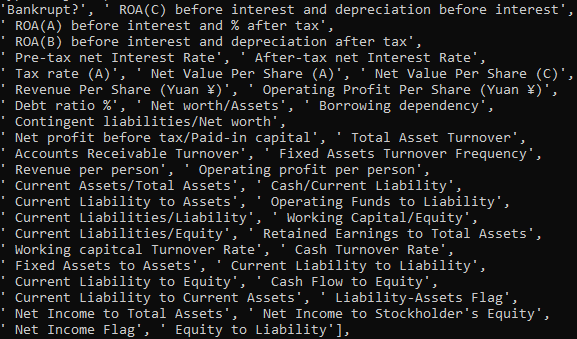 'Bankrupt?', ' ROA(C) before interest and depreciation before interest',
' ROA(A) before interest and % after tax',
' ROA(B) before interest and depreciation after tax',
' Pre-tax net Interest Rate', ' After-tax net Interest Rate',
' Tax rate (A)', ' Net Value Per Share (A)', ' Net Value Per Share (C)',
' Revenue Per Share (Yuan ¥)', ' Operating Profit Per Share (Yuan ¥)',
' Debt ratio %', ' Net worth/Assets', ' Borrowing dependency',
' Contingent liabilities/Net worth',
' Net profit before tax/Paid-in capital', ' Total Asset Turnover',
' Accounts Receivable Turnover', ' Fixed Assets Turnover Frequency',
' Revenue per person', ' Operating profit per person',
' Current Assets/Total Assets', ' Cash/Current Liability',
' Current Liability to Assets', ' Operating Funds to Liability',
' Current Liabilities/Liability', ' Working Capital/Equity',
' Current Liabilities/Equity', ' Retained Earnings to Total Assets',
' Working capitcal Turnover Rate', ' Cash Turnover Rate',
' Fixed Assets to Assets', ' Current Liability to Liability',
' Current Liability to Equity', ' Cash Flow to Equity',
' Current Liability to Current Assets', ' Liability-Assets Flag',
' Net Income to Total Assets', ' Net Income to Stockholder's Equity',
' Net Income Flag', ' Equity to Liability'],